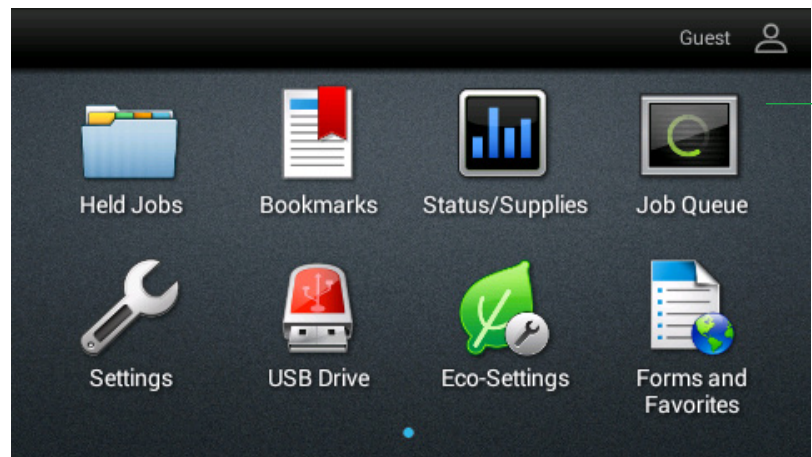 Guest
Held Jobs
Bookmarks
Status/Supplies
Job Queue
Settings
USB Drive
Eco-Settings
Forms and
Favorites